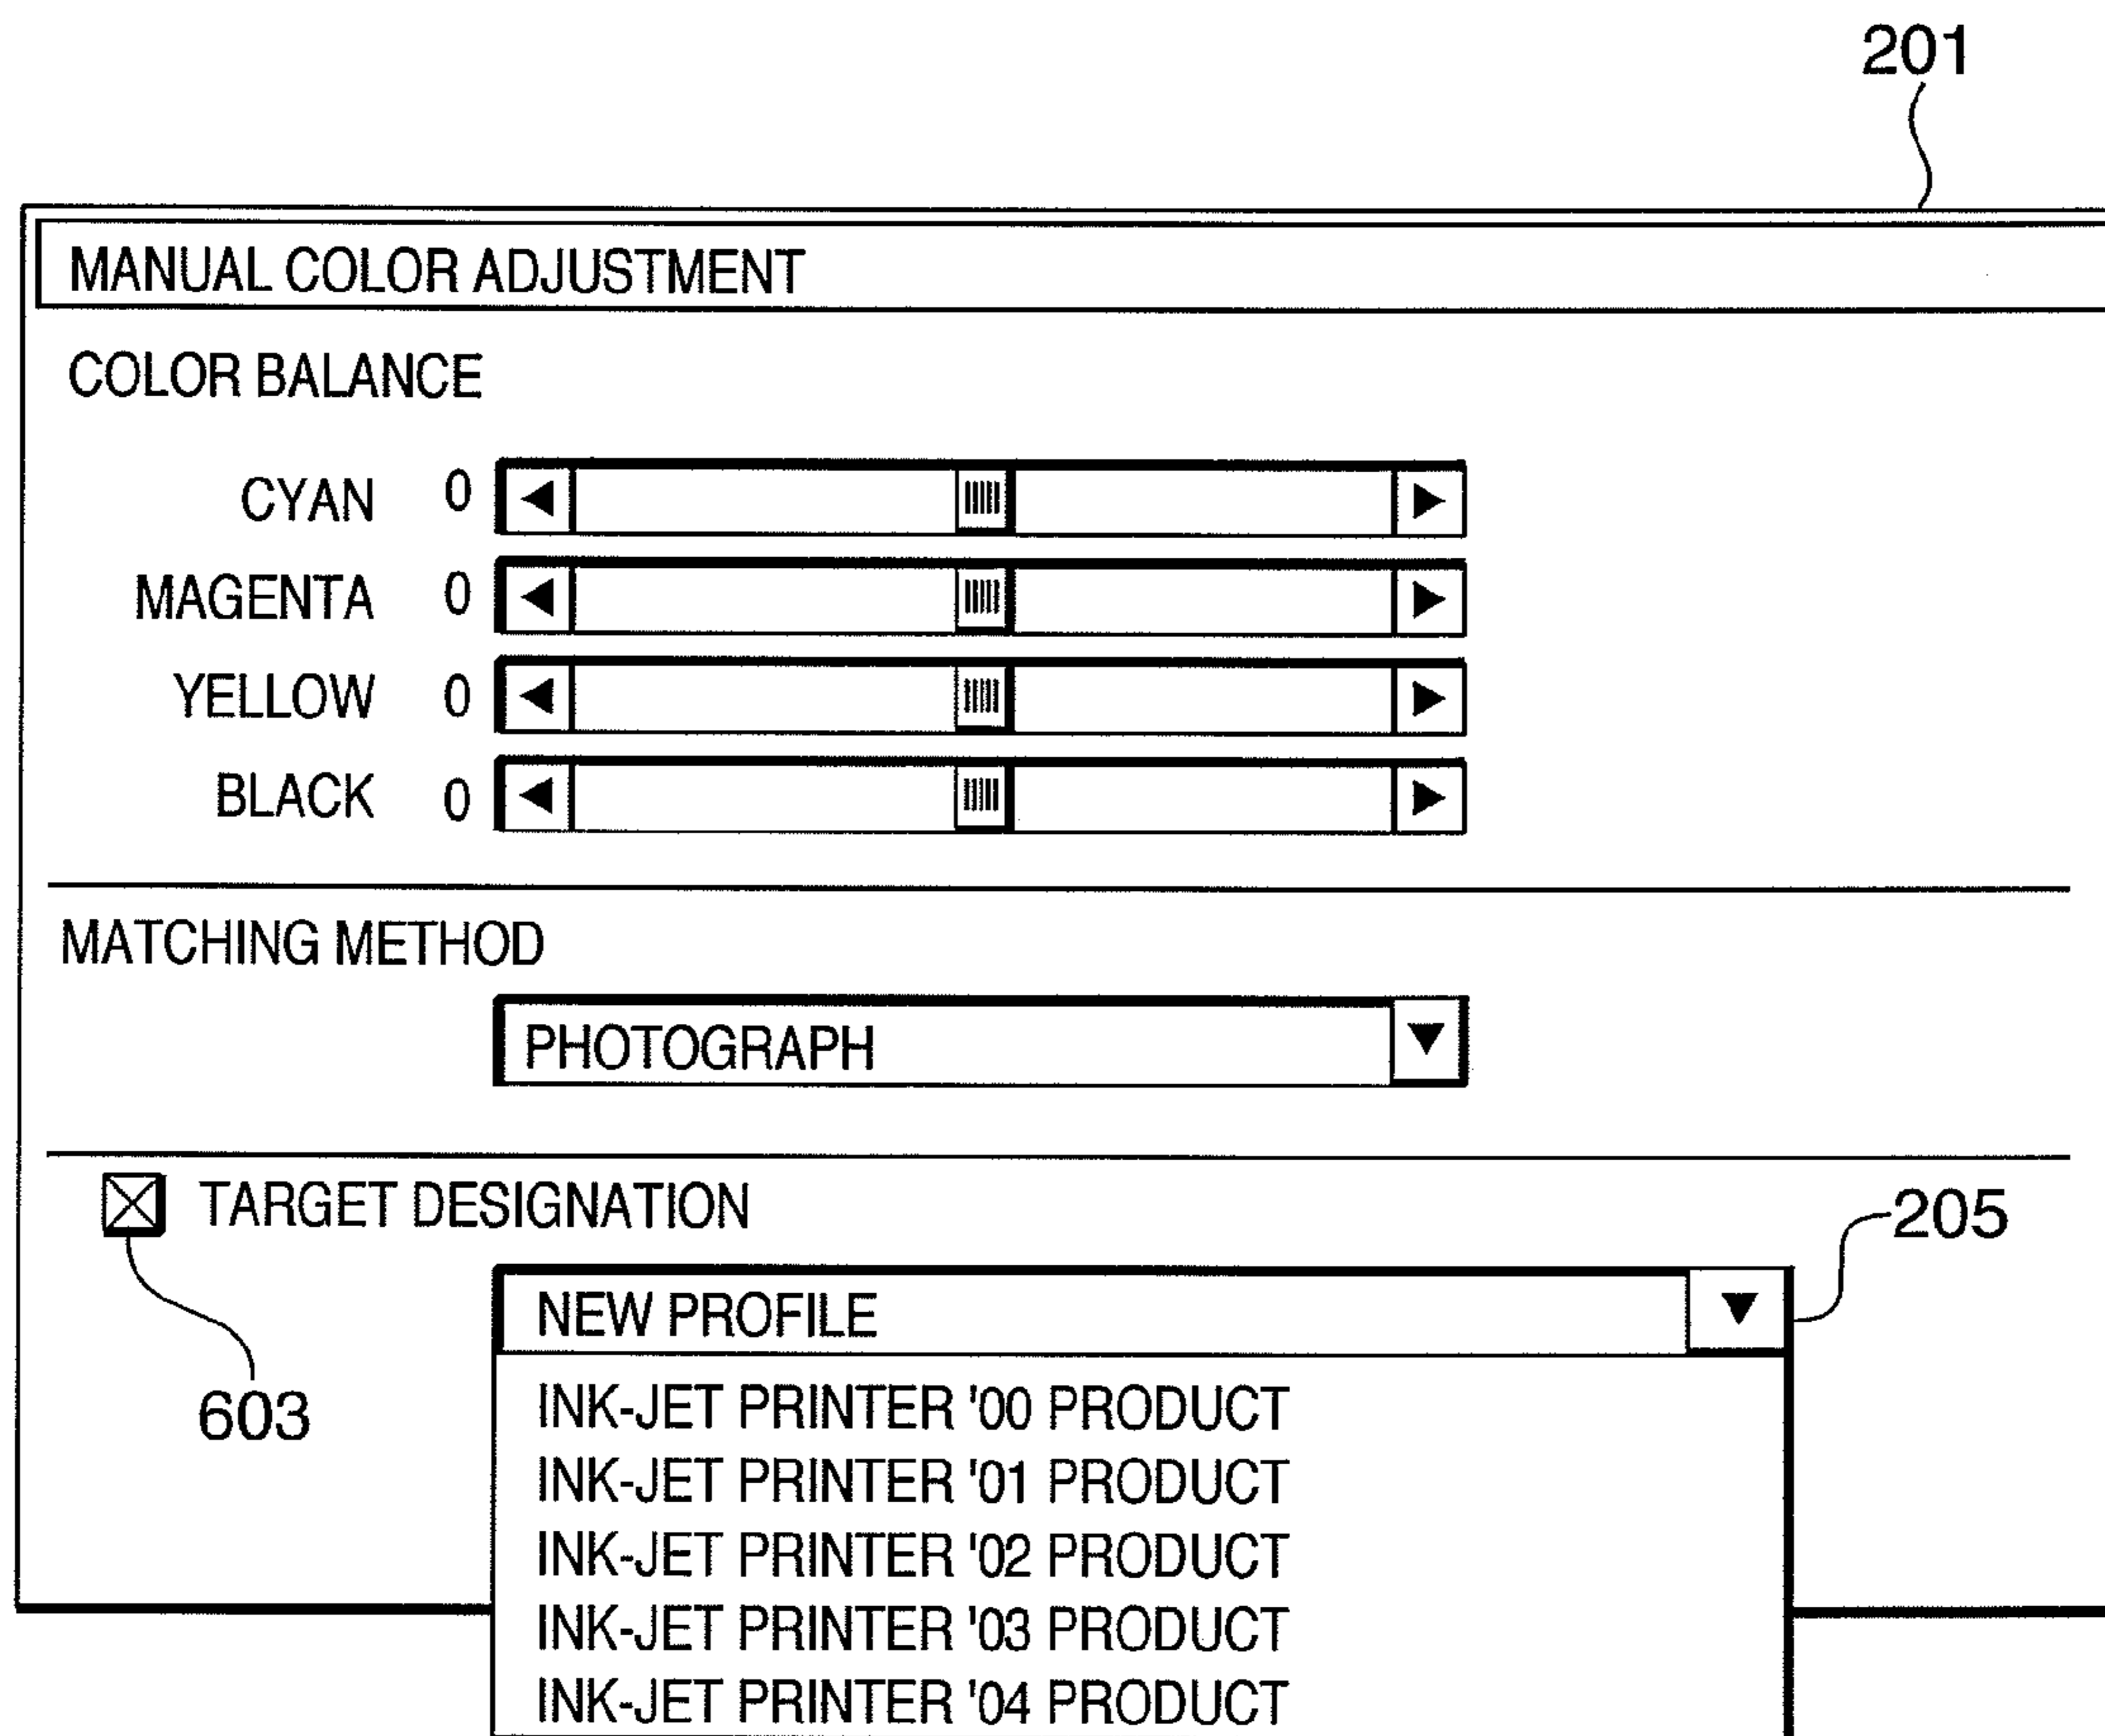 201
MANUAL COLOR ADJUSTMENT
COLOR BALANCE
CYAN 0
MAGENTA 0
YELLOW 0
BLACK 0
MATCHING METHOD
PHOTOGRAPH
TARGET DESIGNATION
205
NEW PROFILE
603
INK-JET PRINTER '00 PRODUCT
INK-JET PRINTER '01 PRODUCT
INK-JET PRINTER '02 PRODUCT
INK-JET PRINTER '03 PRODUCT
INK-JET PRINTER '04 PRODUCT